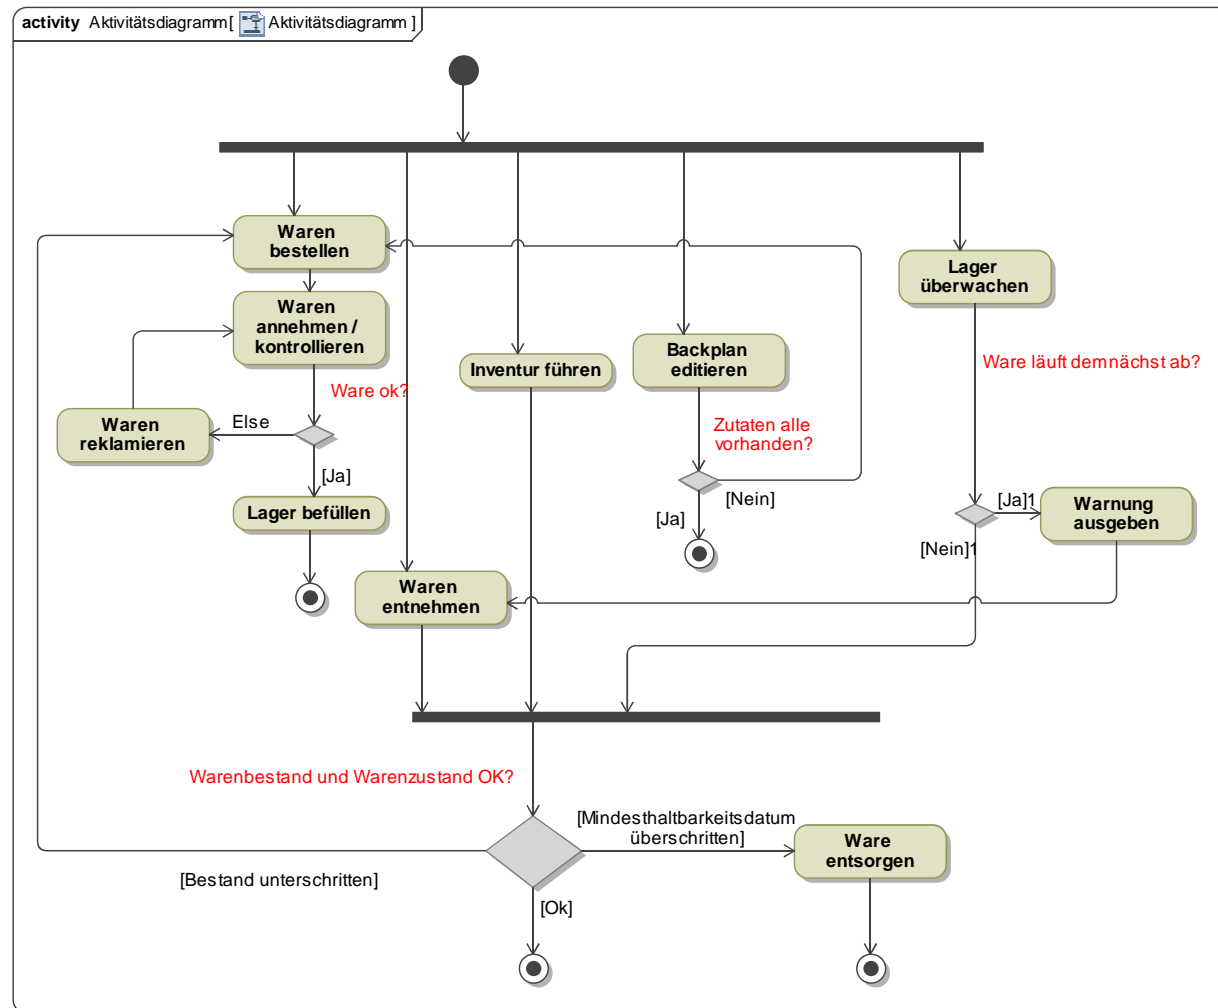 activity Aktivitätsdiagramm[ Aktivitätsdiagramm ]
Waren
bestellen
Lager
überwachen
Waren
annehmen /
kontrollieren
Backplan
editieren
Inventur führen
Ware läuft demnächst ab?
Ware ok?
Waren
reklamieren
Else
Zutaten alle
vorhanden?
[Ja]
[Nein]
[Ja]1
Warnung
ausgeben
Lager befüllen
[Ja]
[Nein]1
Waren
entnehmen
Warenbestand und Warenzustand OK?
[Mindesthaltbarkeitsdatum
überschritten]
Ware
entsorgen
[Bestand unterschritten]
[Ok]